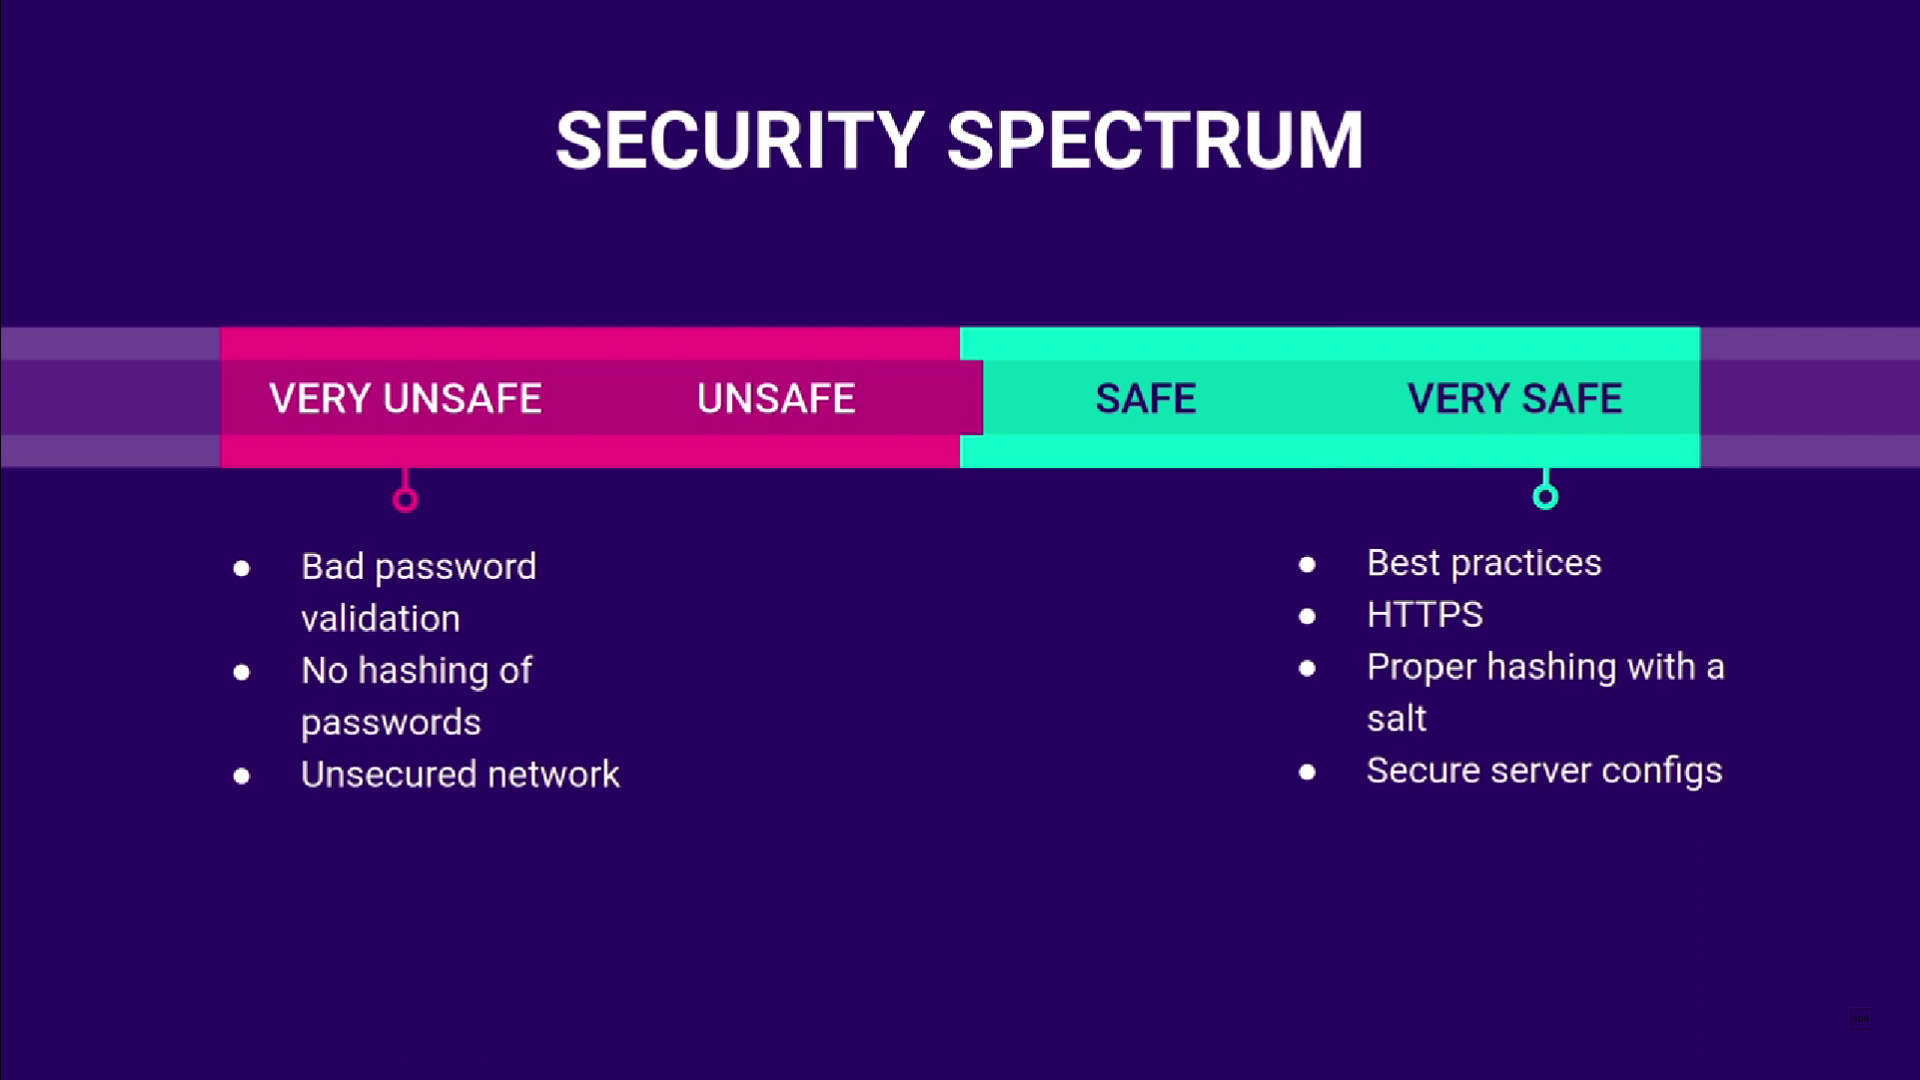 SECURITY SPECTRUM
VERY UNSAFE
UNSAFE
SAFE
VERY SAFE
● Bad password
validation
● No hashing of
passwords
● Unsecured network
● Best practices
● HTTPS
● Proper hashing with a
salt
● Secure server configs